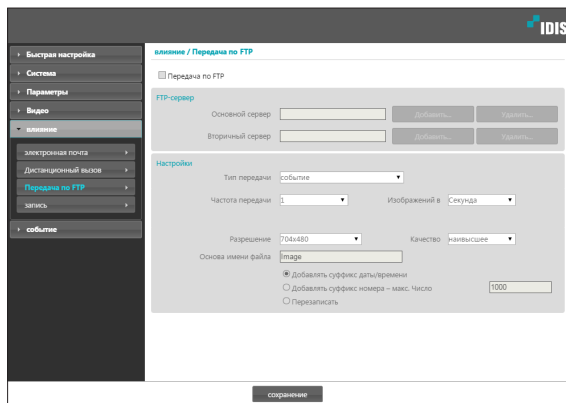 IDIS
Быстрая настройка
Система
Параметры
Видео
влияние
электронная почта
Дистанционный вызов
Передача по FTP
запись
событие
влияние / Передача по FTP
Передача по FTP
FTP-сервер
Основной сервер Добавить... Удалить...
Вторичный сервер Добавить... Удалить...
Настройки
Тип передачи событие
Частота передачи 1 Изображений в Секунда
Разрешение 704x480 Качество наивысшее
Основа имени файла Image
Добавлять суффикс даты/времени
Добавлять суффикс номера – макс. Число 1000
Перезаписать
сохранение